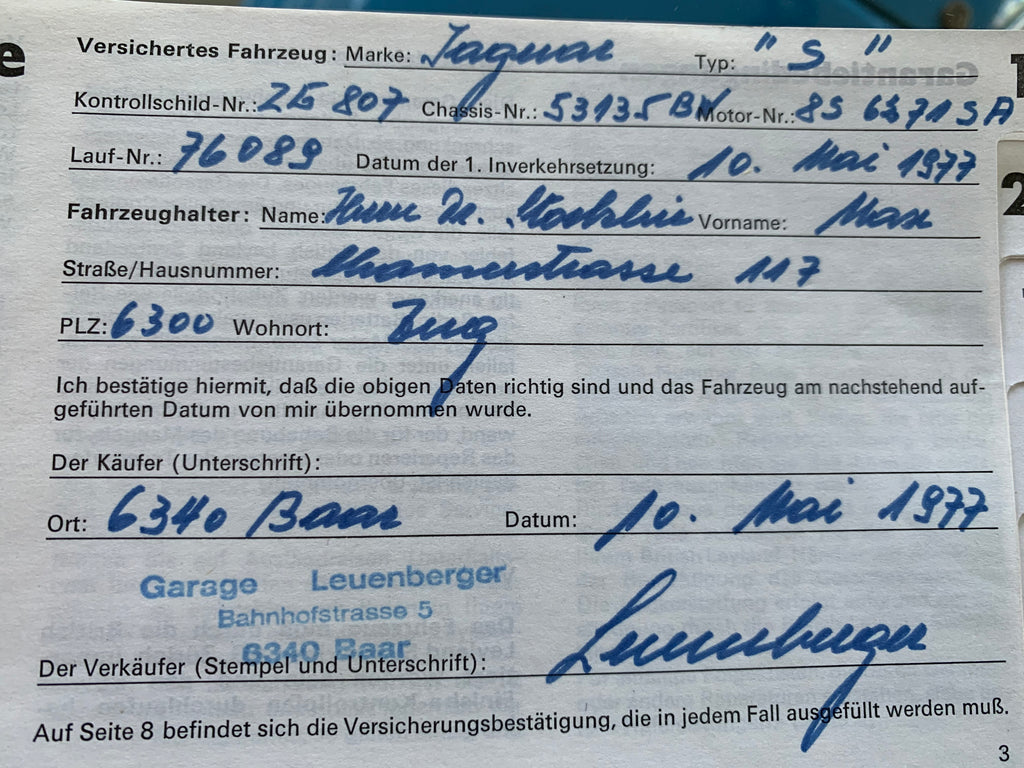 e
Versichertes Fahrzeug: Marke: Jaguar Typ: "S"
Kontrollschild-Nr.: ZG 807 Chassis-Nr.: 53135 BW Motor-Nr.: 8S
Lauf-Nr.: 76089 Datum der 1. Inverkehrsetzung: 10. Mai 1977
Fahrzeughalter: Name: Herr Dr. Vorname: Max
Straße/Hausnummer: Chamerstrasse 117
PLZ: 6300 Wohnort: Zug
Ich bestätige hiermit, daß die obigen Daten richtig sind und das Fahrzeug am nachstehend auf-
geführten Datum von mir übernommen wurde.
Der Käufer (Unterschrift):
Ort: 6340 Baar Datum: 10. Mai 1977
Garage Leuenberger
Bahnhofstrasse 5
6340 Baar
Der Verkäufer (Stempel und Unterschrift): Leuenberger
Auf Seite 8 befindet sich die Versicherungsbestätigung, die in jedem Fall ausgefüllt werden muß.
3
1
2